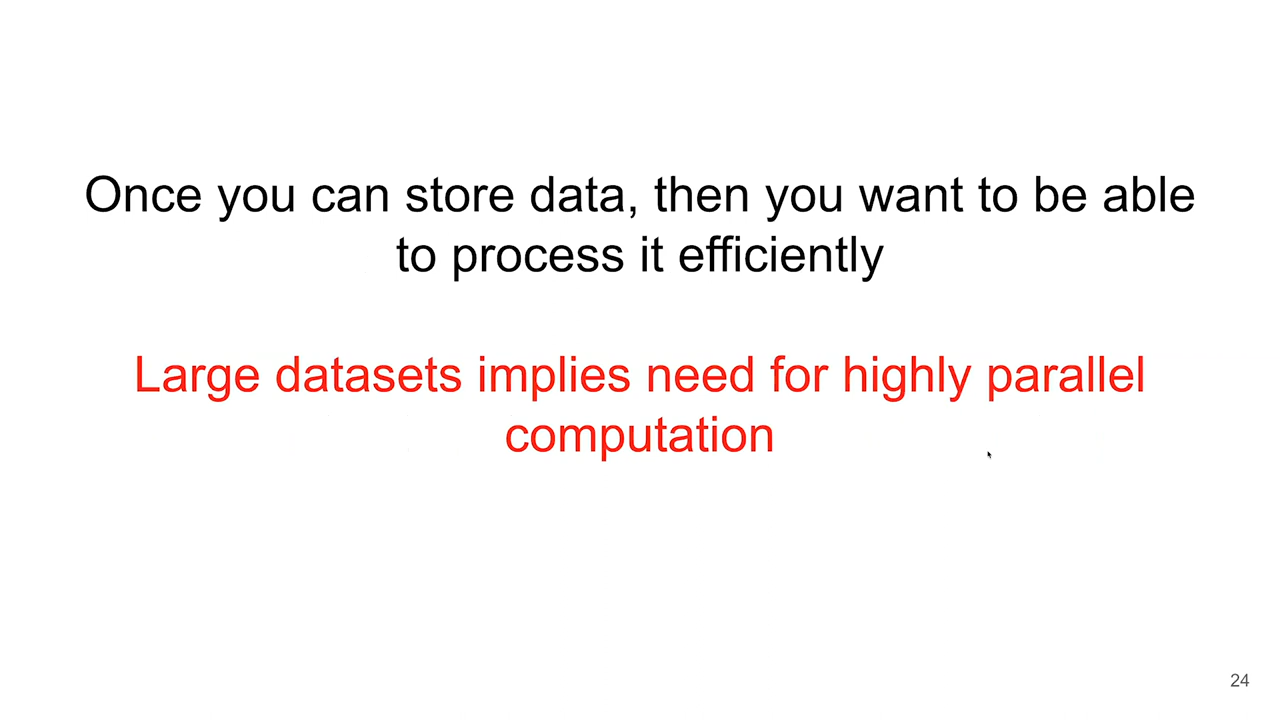 Once you can store data, then you want to be able
to process it efficiently
Large datasets implies need for highly parallel
computation
24